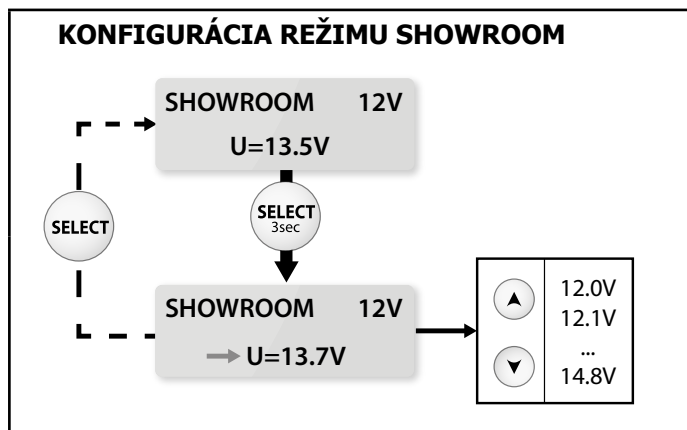 KONFIGURÁCIA REŽIMU SHOWROOM
SHOWROOM 12V
U=13.5V
SELECT
SELECT
3sec
SHOWROOM 12V
U=13.7V
12.0V
12.1V
...
14.8V